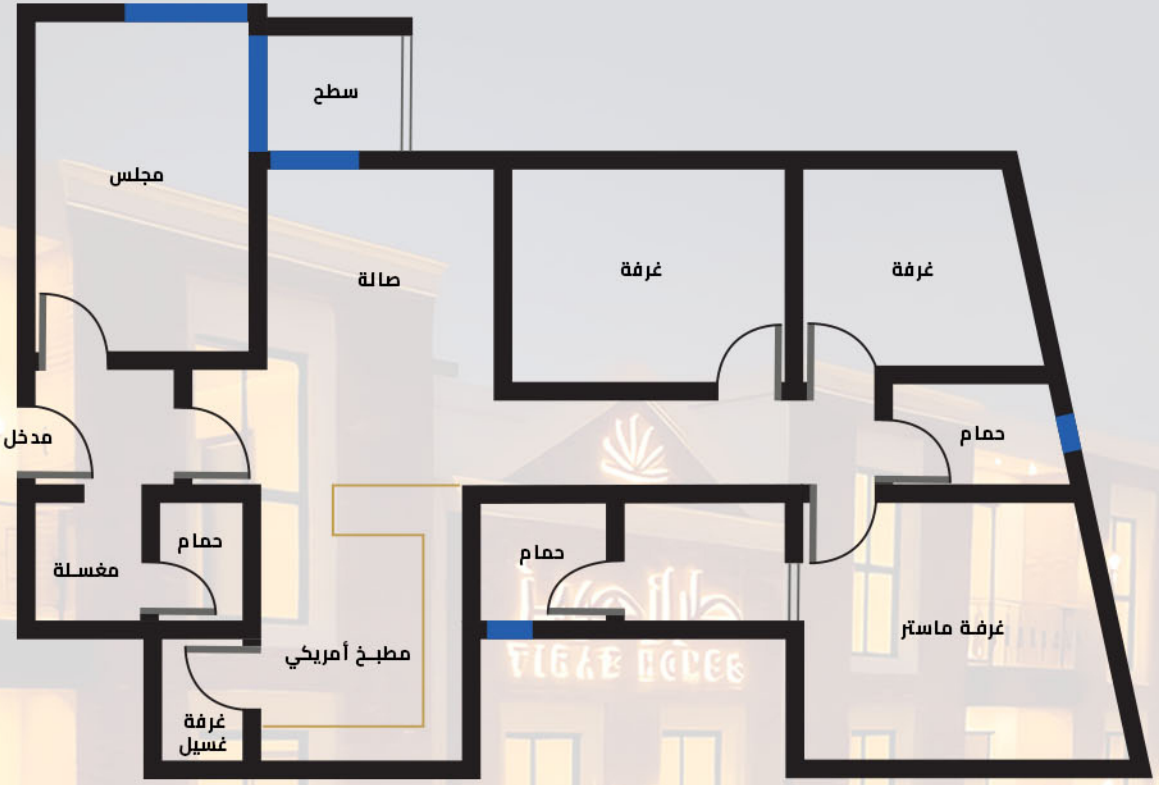 سطح
مجلس
صالة
غرفة
غرفة
مدخل
حمام
حمام
حمام
مغسلة
غرفة ماستر
مطبخ أمريكي
غرفة
غسيل